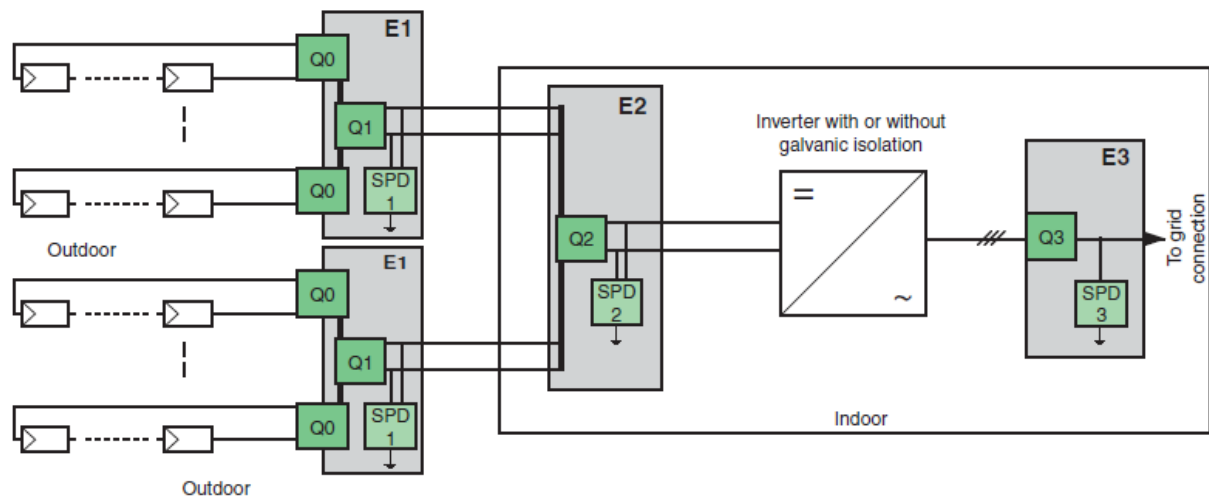 E1
Q0
Q1
Q0
SPD
1
Outdoor
E1
Q0
Q1
Q0
SPD
1
Outdoor
E2
Q2
SPD
2
Inverter with or without
galvanic isolation
=
~
E3
Q3
SPD
3
To grid
connection
Indoor